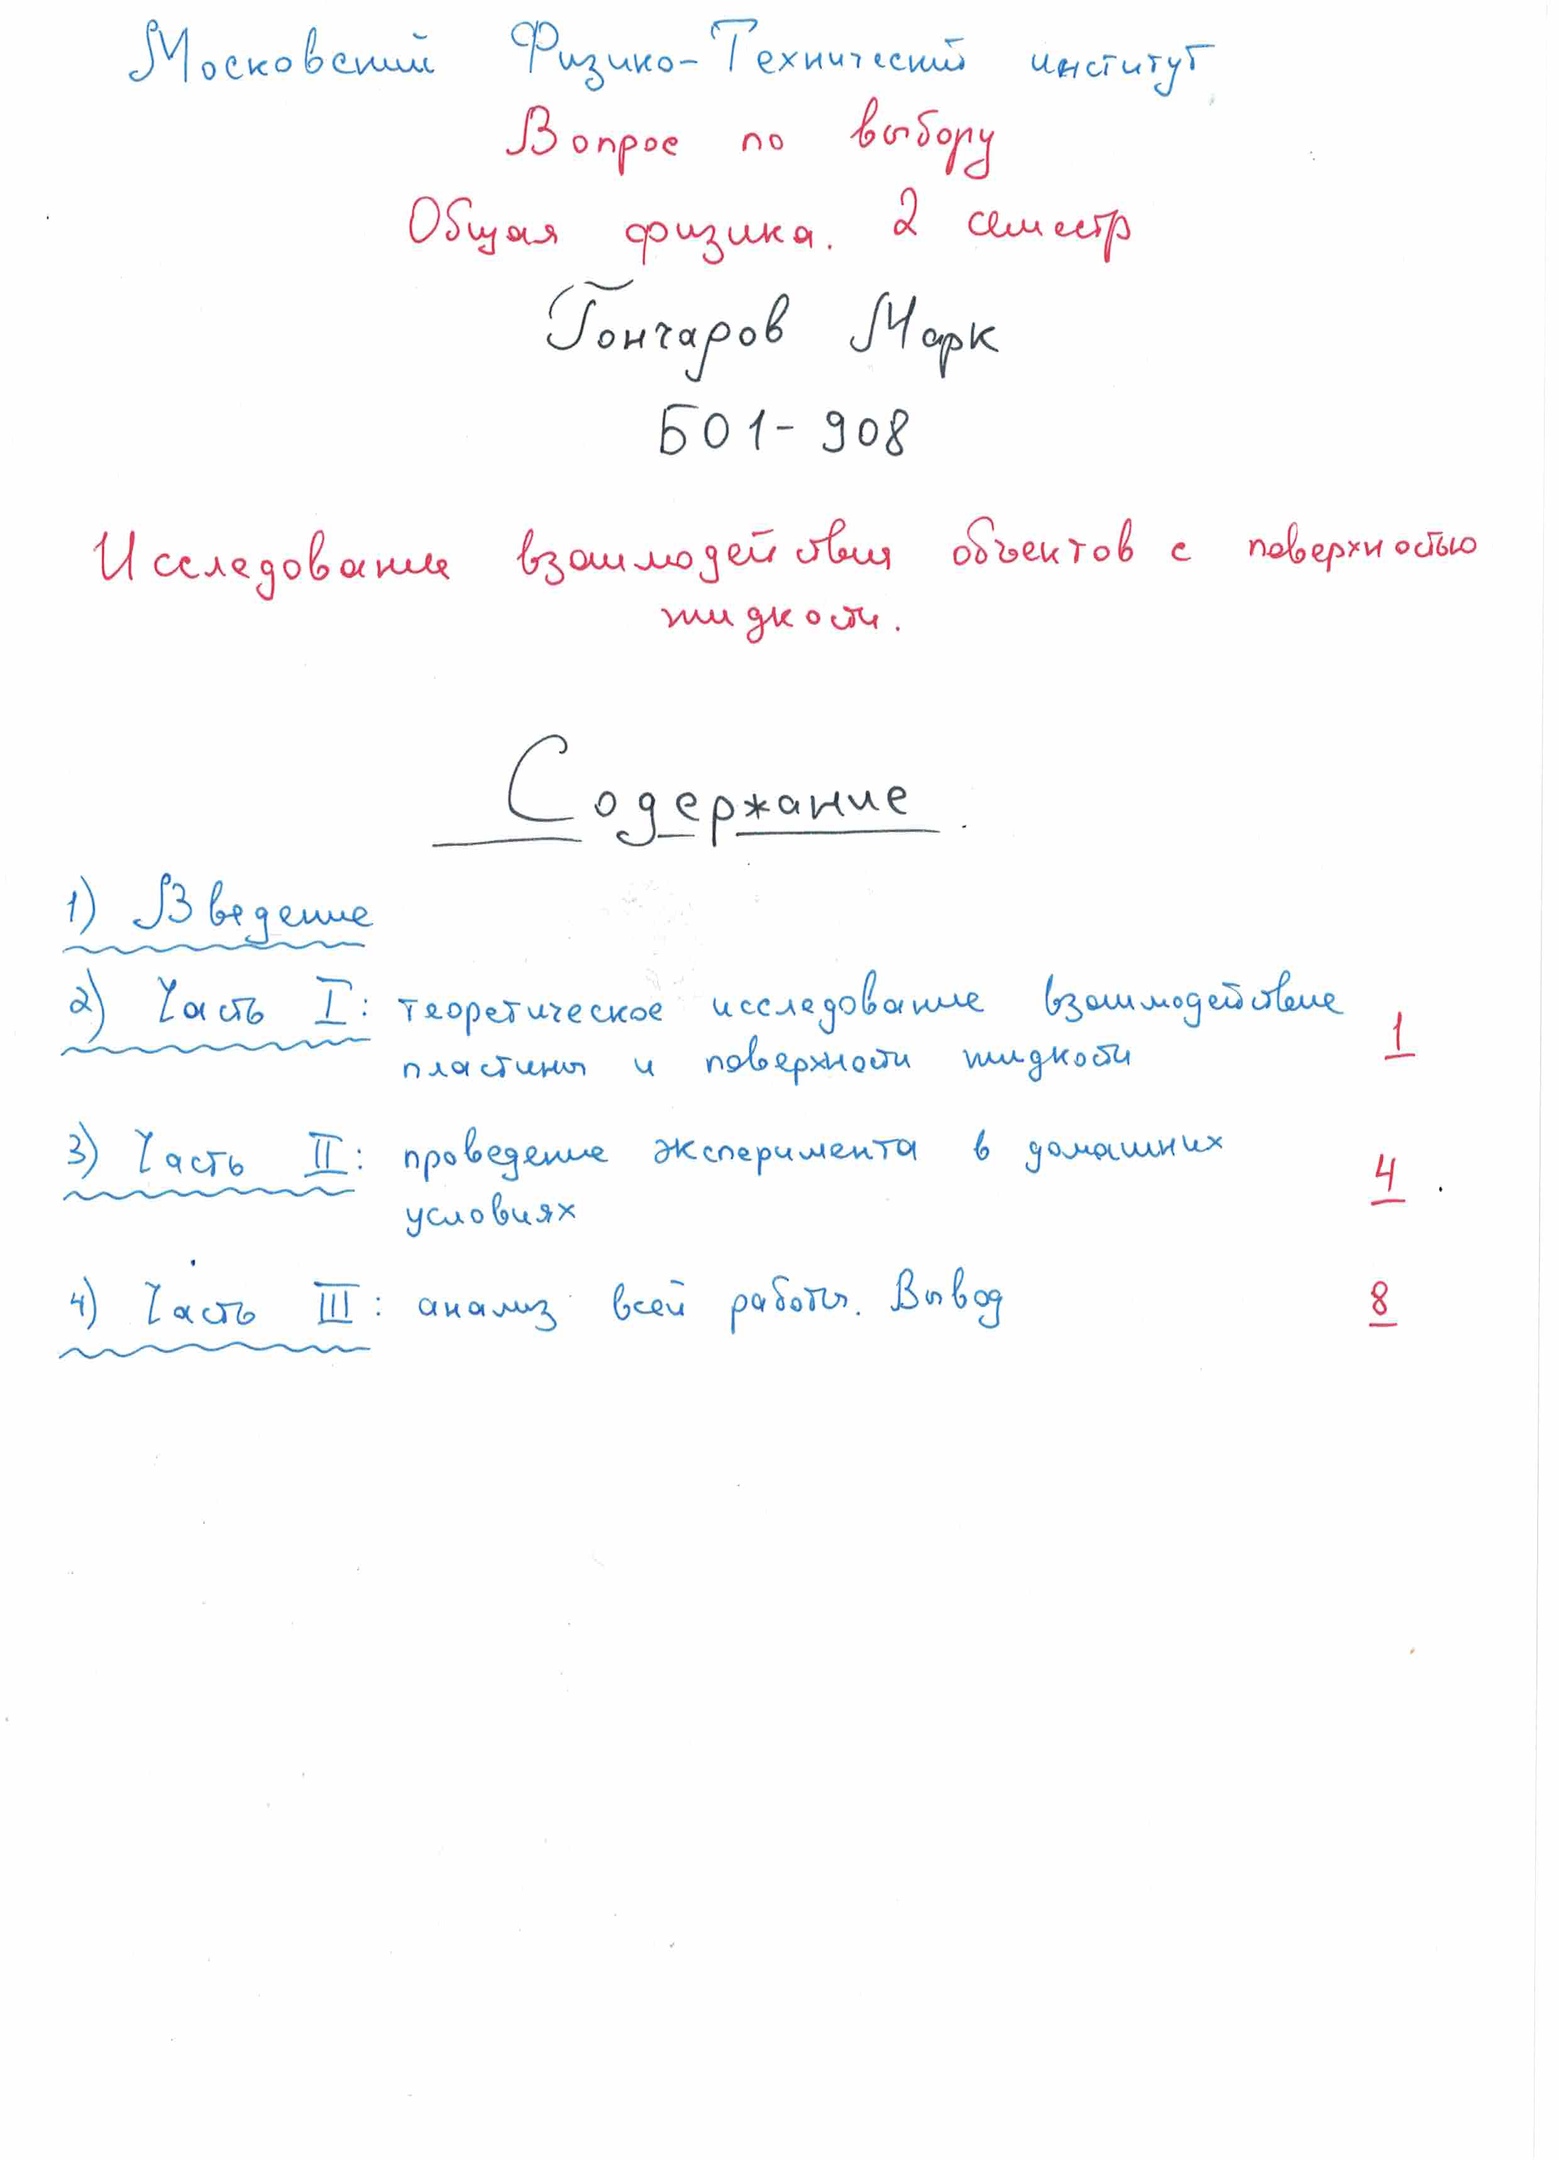 Московский Физико-Технический институт
Вопрос по выбору
Общая физика. 2 семестр
Гончаров Марк
Б01-908
Исследование взаимодействия объектов с поверхностью
жидкости.
Содержание.
1) Введение
2) Часть I: теоретическое исследование взаимодействие
пластины и поверхности жидкости
1
3) Часть II: проведение эксперимента в домашних
условиях
4
4) Часть III: анализ всей работы. Вывод
8